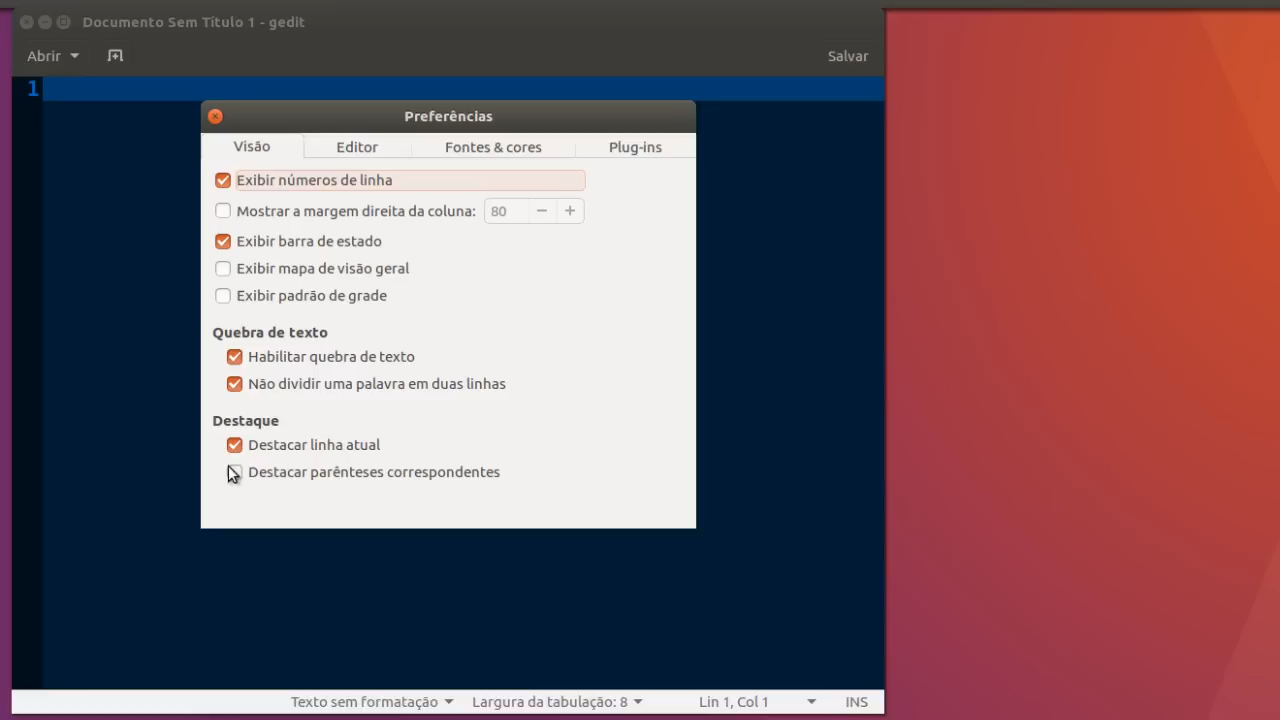 Documento Sem Título 1 - gedit
Abrir
Salvar
1
Preferências
Visão Editor Fontes & cores Plug-ins
Exibir números de linha
Mostrar a margem direita da coluna: 80 − +
Exibir barra de estado
Exibir mapa de visão geral
Exibir padrão de grade
Quebra de texto
Habilitar quebra de texto
Não dividir uma palavra em duas linhas
Destaque
Destacar linha atual
Destacar parênteses correspondentes
Texto sem formatação Largura da tabulação: 8 Lin 1, Col 1 INS